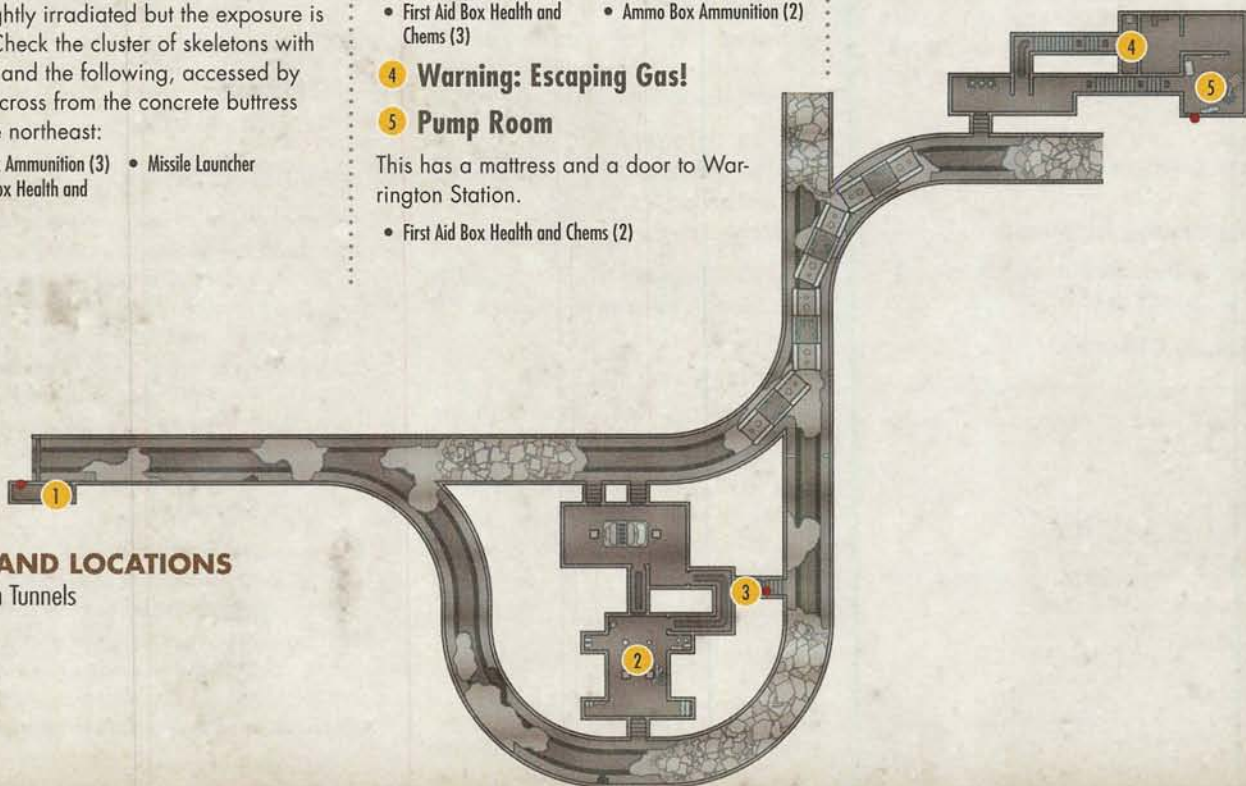 ghtly irradiated but the exposure is
Check the cluster of skeletons with
and the following, accessed by
cross from the concrete buttress
northeast:
Ammunition (3) • Missile Launcher
ox Health and
• First Aid Box Health and
Chems (3)
• Ammo Box Ammunition (2)
4 Warning: Escaping Gas!
5 Pump Room
This has a mattress and a door to War-
rington Station.
• First Aid Box Health and Chems (2)
4
5
1
AND LOCATIONS
Tunnels
3
2